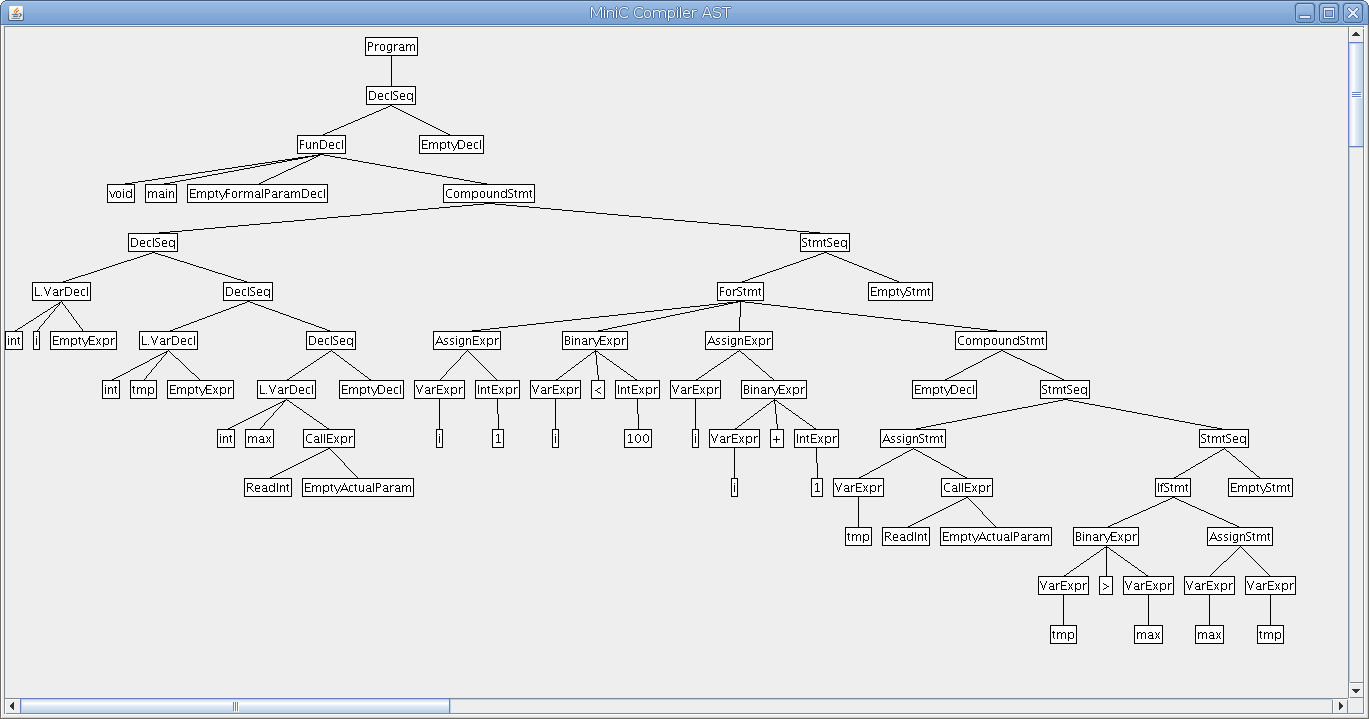 MiniC Compiler AST
Program
DeclSeq
FunDecl EmptyDecl
void main EmptyFormalParamDecl CompoundStmt
DeclSeq StmtSeq
L.VarDecl DeclSeq ForStmt EmptyStmt
int i EmptyExpr L.VarDecl DeclSeq AssignExpr BinaryExpr AssignExpr CompoundStmt
int tmp EmptyExpr L.VarDecl EmptyDecl VarExpr IntExpr VarExpr < IntExpr VarExpr BinaryExpr EmptyDecl StmtSeq
int max CallExpr i 1 i 100 i VarExpr + IntExpr AssignStmt StmtSeq
ReadInt EmptyActualParam i 1 VarExpr CallExpr IfStmt EmptyStmt
tmp ReadInt EmptyActualParam BinaryExpr AssignStmt
VarExpr > VarExpr VarExpr VarExpr
tmp max max tmp